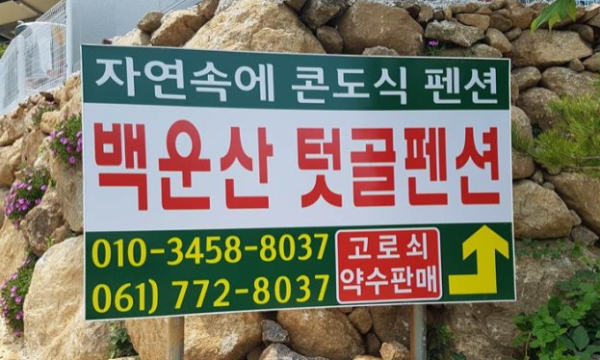 자연속에 콘도식 펜션
백운산 텃골펜션
010-3458-8037
061) 772-8037
고로쇠
약수판매